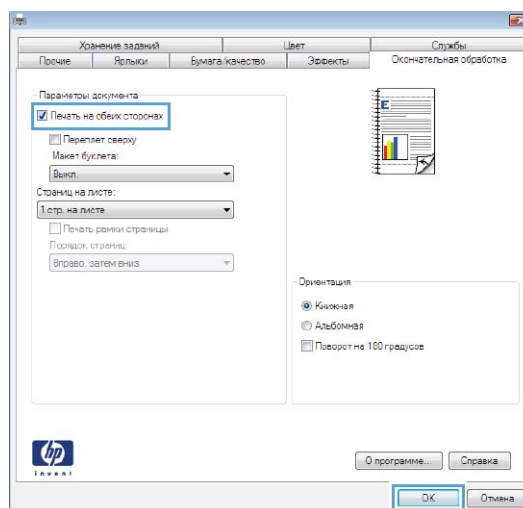 Хранение заданий
Цвет
Службы
Прочие
Ярлыки
Бумага/качество
Эффекты
Окончательная обработка
Параметры документа
Печать на обеих сторонах
Переплет сверху
Макет буклета:
Выкл.
Страниц на листе:
1 стр. на листе
Печать рамки страницы
Порядок страниц:
Вправо, затем вниз
E
Ориентация
Книжная
Альбомная
Поворот на 180 градусов
hp
invent
О программе...
Справка
OK
Отмена